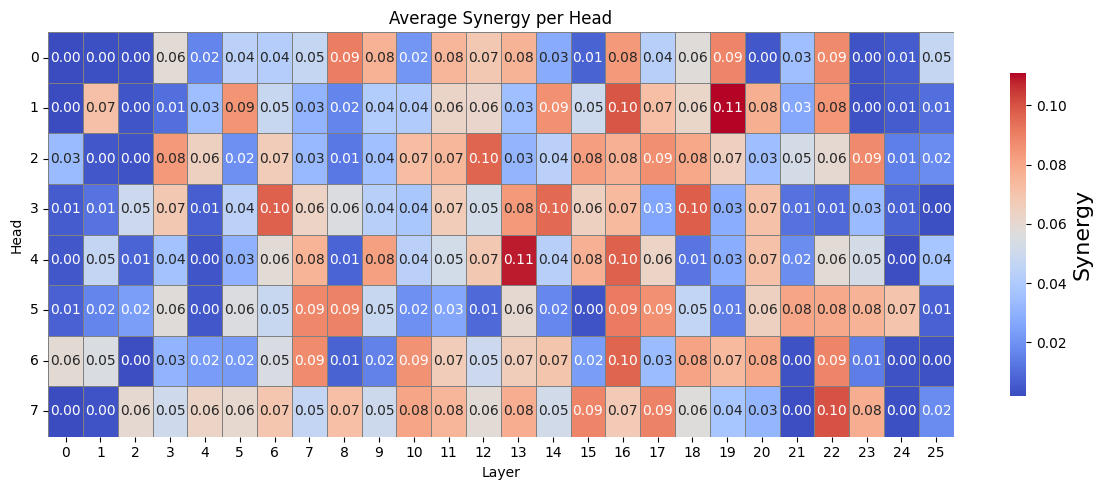 Average Synergy per Head
0 0.00 0.00 0.00 0.06 0.02 0.04 0.04 0.05 0.09 0.08 0.02 0.08 0.07 0.08 0.03 0.01 0.08 0.04 0.06 0.09 0.00 0.03 0.09 0.00 0.01 0.05
1 0.00 0.07 0.00 0.01 0.03 0.09 0.05 0.03 0.02 0.04 0.04 0.06 0.06 0.03 0.09 0.05 0.10 0.07 0.06 0.11 0.08 0.03 0.08 0.00 0.01 0.01
2 0.03 0.00 0.00 0.08 0.06 0.02 0.07 0.03 0.01 0.04 0.07 0.07 0.10 0.03 0.04 0.08 0.08 0.09 0.08 0.07 0.03 0.05 0.06 0.09 0.01 0.02
3 0.01 0.01 0.05 0.07 0.01 0.04 0.10 0.06 0.06 0.04 0.04 0.07 0.05 0.08 0.10 0.06 0.07 0.03 0.10 0.03 0.07 0.01 0.01 0.03 0.01 0.00
4 0.00 0.05 0.01 0.04 0.00 0.03 0.06 0.08 0.01 0.08 0.04 0.05 0.07 0.11 0.04 0.08 0.10 0.06 0.01 0.03 0.07 0.02 0.06 0.05 0.00 0.04
5 0.01 0.02 0.02 0.06 0.00 0.06 0.05 0.09 0.09 0.05 0.02 0.03 0.01 0.06 0.02 0.00 0.09 0.09 0.05 0.01 0.06 0.08 0.08 0.08 0.07 0.01
6 0.06 0.05 0.00 0.03 0.02 0.02 0.05 0.09 0.01 0.02 0.09 0.07 0.05 0.07 0.07 0.02 0.10 0.03 0.08 0.07 0.08 0.00 0.09 0.01 0.00 0.00
7 0.00 0.00 0.06 0.05 0.06 0.06 0.07 0.05 0.07 0.05 0.08 0.08 0.06 0.08 0.05 0.09 0.07 0.09 0.06 0.04 0.03 0.00 0.10 0.08 0.00 0.02
0 1 2 3 4 5 6 7 8 9 10 11 12 13 14 15 16 17 18 19 20 21 22 23 24 25
Layer
Head
0.10
0.08
0.06
0.04
0.02
Synergy